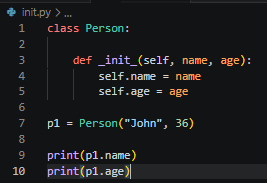 init.py > ...
1 class Person:
2
3     def _init_(self, name, age):
4         self.name = name
5         self.age = age
6
7 p1 = Person("John", 36)
8
9 print(p1.name)
10 print(p1.age)